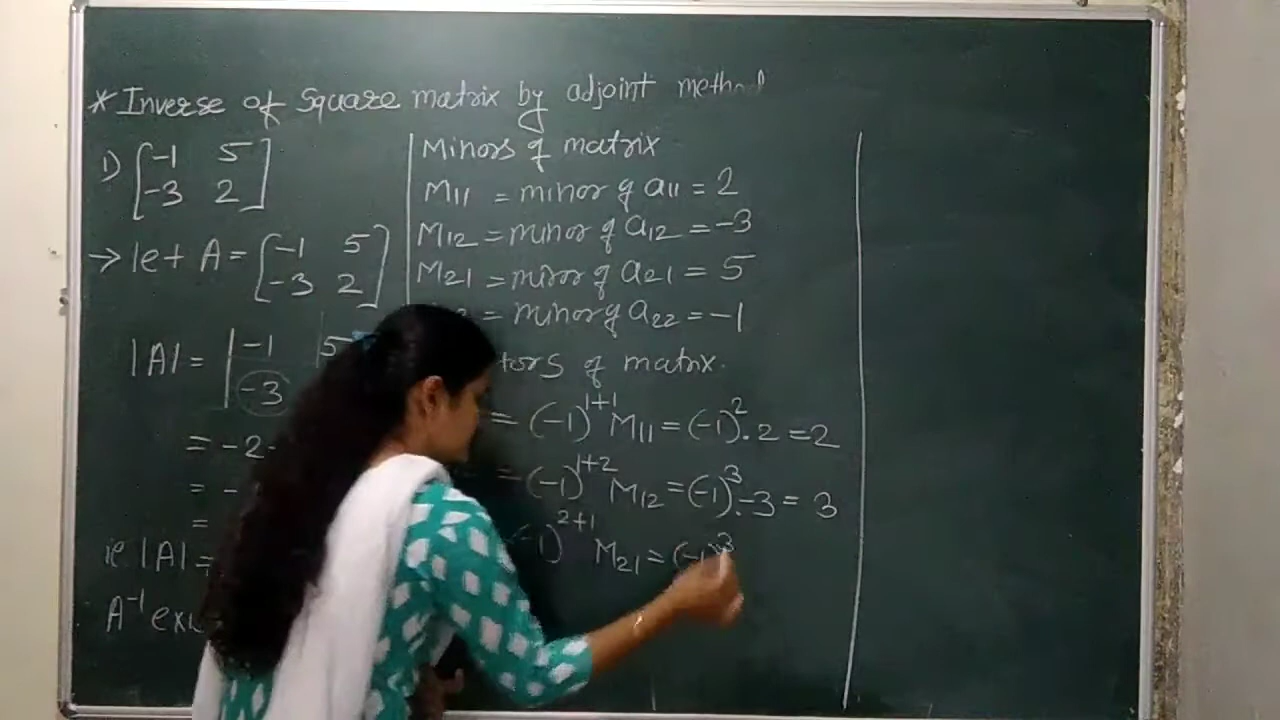 * Inverse of Square matrix by adjoint method
1) [-1 5
-3 2]
→ let A = [-1 5
-3 2]
|A| = |-1 5
-3
= -2-
= -
=
ie |A| =
A⁻¹
Minors of matrix
M11 = minor of a11 = 2
M12 = minor of a12 = -3
M21 = minor of a21 = 5
= minor of a22 = -1
of matrix.
= (-1)^1+1 M11 = (-1)^2 . 2 = 2
= (-1)^1+2 M12 = (-1)^3 . -3 = 3
(-1)^2+1 M21 = (-1)^3